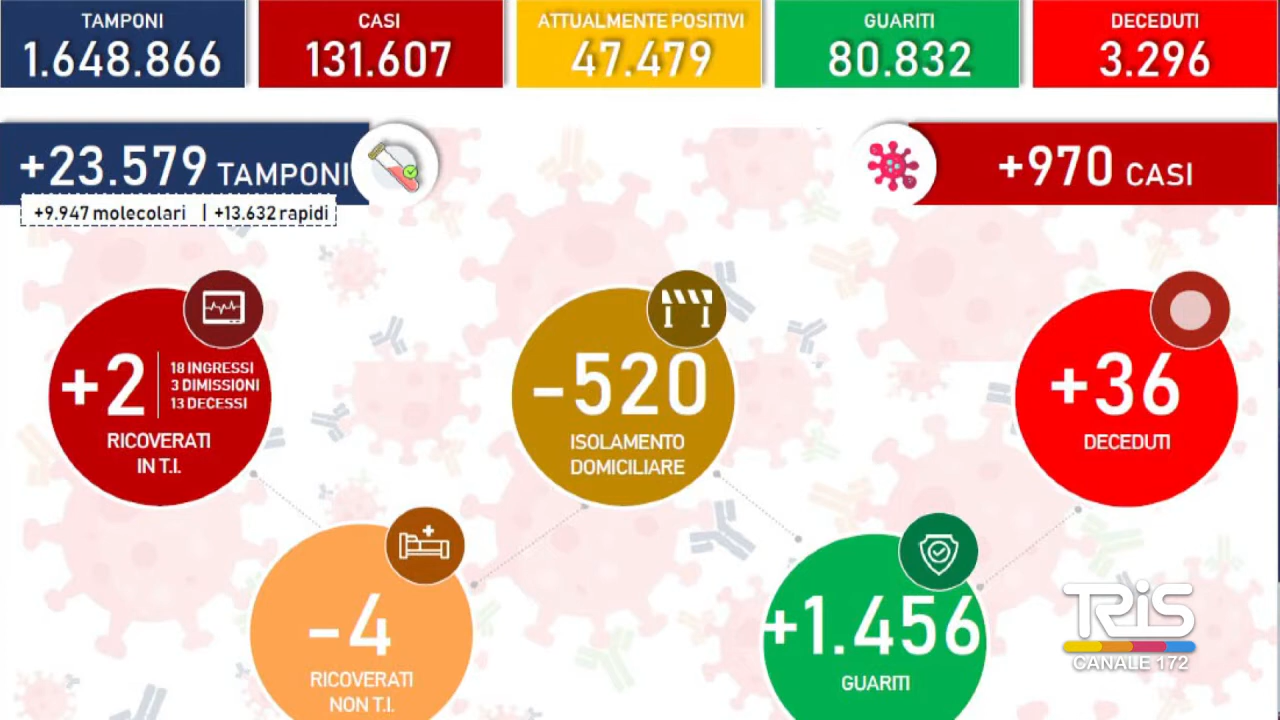 TAMPONI
1.648.866
CASI
131.607
ATTUALMENTE POSITIVI
47.479
GUARITI
80.832
DECEDUTI
3.296
+23.579 TAMPONI
+9.947 molecolari | +13.632 rapidi
+970 CASI
+2
18 INGRESSI
3 DIMISSIONI
13 DECESSI
RICOVERATI
IN T.I.
-520
ISOLAMENTO
DOMICILIARE
+36
DECEDUTI
-4
RICOVERATI
NON T.I.
+1.456
GUARITI
TRiS
CANALE 172